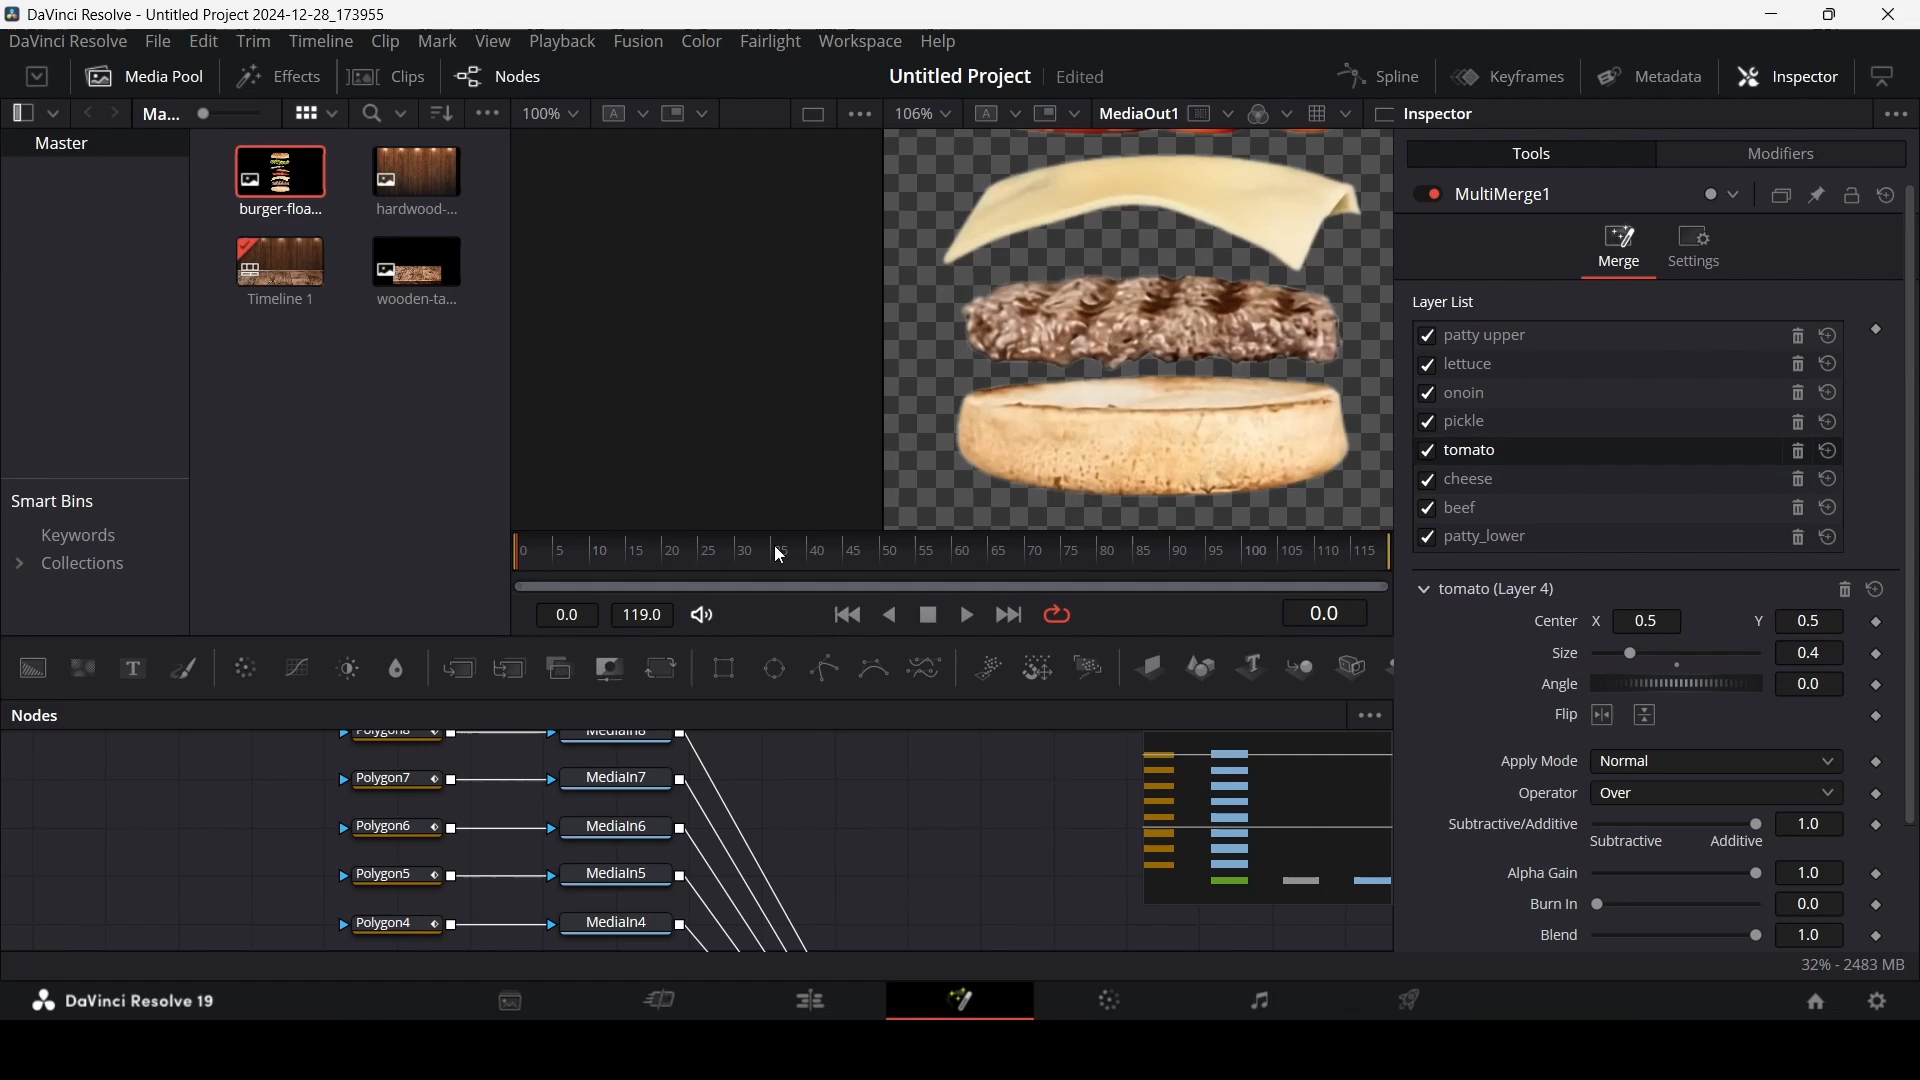 DaVinci Resolve - Untitled Project 2024-12-28_173955
DaVinci Resolve File Edit Trim Timeline Clip Mark View Playback Fusion Color Fairlight Workspace Help
Media Pool Effects Clips Nodes Untitled Project Edited Spline Keyframes Metadata Inspector
Ma... 100% A 106% A MediaOut1 Inspector
Master
burger-floa... hardwood-...
Timeline 1 wooden-ta...
Smart Bins
Keywords
Collections
0 5 10 15 20 25 30 35 40 45 50 55 60 65 70 75 80 85 90 95 100 105 110 115
0.0 119.0 0.0
Nodes
Polygon8 MediaIn8
Polygon7 MediaIn7
Polygon6 MediaIn6
Polygon5 MediaIn5
Polygon4 MediaIn4
Tools Modifiers
MultiMerge1
Merge Settings
Layer List
patty upper
lettuce
onoin
pickle
tomato
cheese
beef
patty_lower
tomato (Layer 4)
Center X 0.5 Y 0.5
Size 0.4
Angle 0.0
Flip
Apply Mode Normal
Operator Over
Subtractive/Additive 1.0
Subtractive Additive
Alpha Gain 1.0
Burn In 0.0
Blend 1.0
32% - 2483 MB
DaVinci Resolve 19